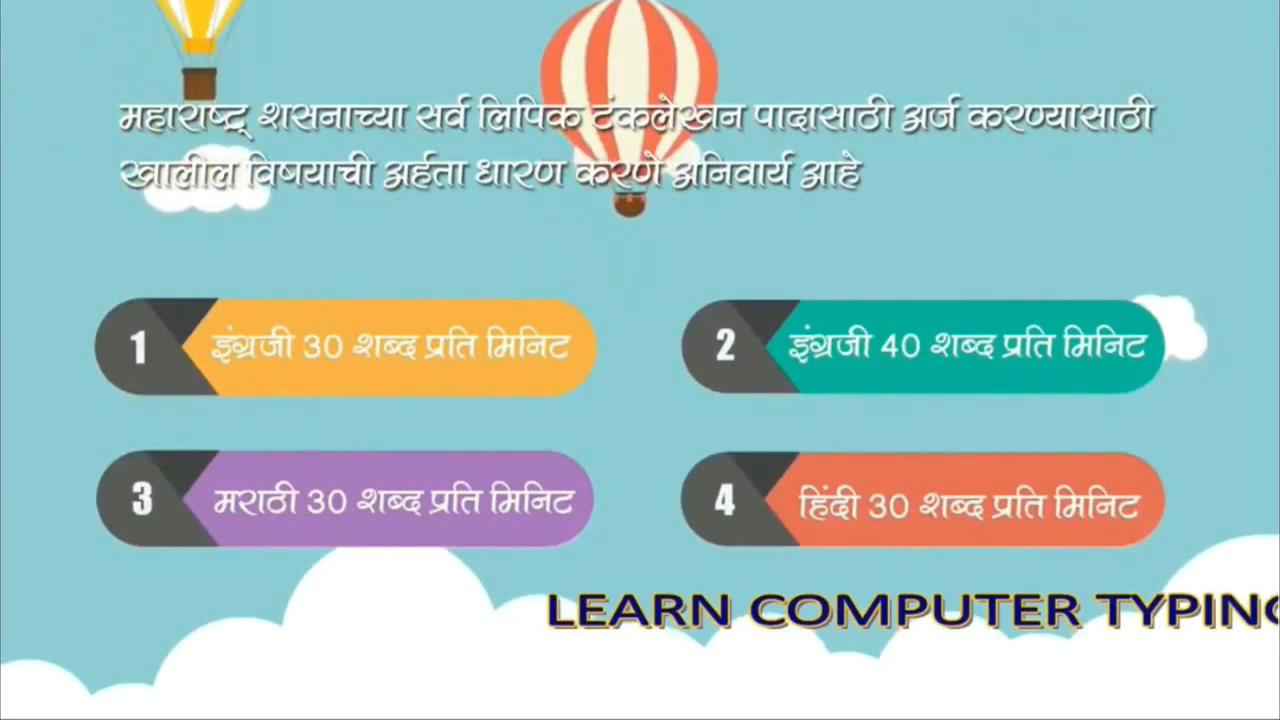 महाराष्ट्र् शसनाच्या सर्व लिपिक टंकलेखन पादासाठी अर्ज करण्यासाठी
खालील विषयाची अर्हता धारण करणे अनिवार्य आहे
1 इंग्रजी 30 शब्द प्रति मिनिट
2 इंग्रजी 40 शब्द प्रति मिनिट
3 मराठी 30 शब्द प्रति मिनिट
4 हिंदी 30 शब्द प्रति मिनिट
LEARN COMPUTER TYPING